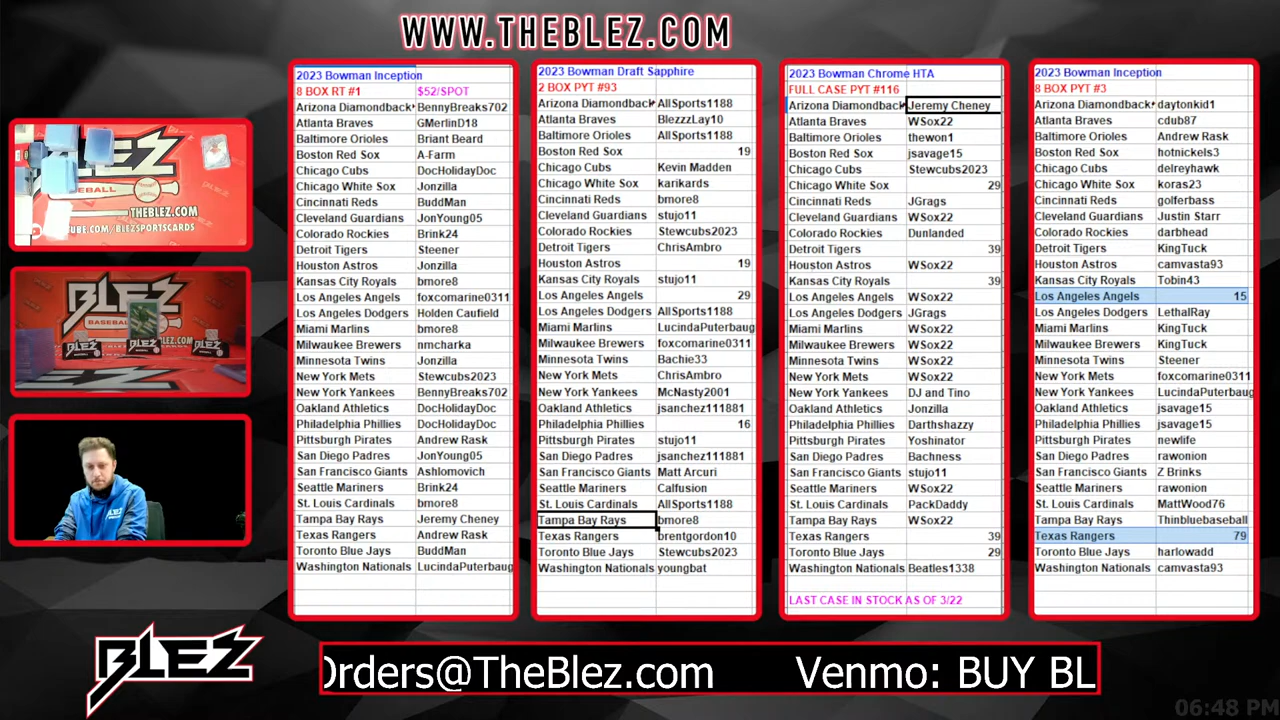 WWW.THEBLEZ.COM
2023 Bowman Inception
8 BOX RT #1 $52/SPOT
Arizona Diamondback BennyBreaks702
Atlanta Braves GMerlinD18
Baltimore Orioles Briant Beard
Boston Red Sox A-Farm
Chicago Cubs DocHolidayDoc
Chicago White Sox Jonzilla
Cincinnati Reds BuddMan
Cleveland Guardians JonYoung05
Colorado Rockies Brink24
Detroit Tigers Steener
Houston Astros Jonzilla
Kansas City Royals bmore8
Los Angeles Angels foxcomarine0311
Los Angeles Dodgers Holden Caufield
Miami Marlins bmore8
Milwaukee Brewers nmcharka
Minnesota Twins Jonzilla
New York Mets Stewcubs2023
New York Yankees BennyBreaks702
Oakland Athletics DocHolidayDoc
Philadelphia Phillies DocHolidayDoc
Pittsburgh Pirates Andrew Rask
San Diego Padres JonYoung05
San Francisco Giants Ashlomovich
Seattle Mariners Brink24
St. Louis Cardinals bmore8
Tampa Bay Rays Jeremy Cheney
Texas Rangers Andrew Rask
Toronto Blue Jays BuddMan
Washington Nationals LucindaPuterbaug
2023 Bowman Draft Sapphire
2 BOX PYT #93
Arizona Diamondback AllSports1188
Atlanta Braves BlezzzLay10
Baltimore Orioles AllSports1188
Boston Red Sox 19
Chicago Cubs Kevin Madden
Chicago White Sox karikards
Cincinnati Reds bmore8
Cleveland Guardians stujo11
Colorado Rockies Stewcubs2023
Detroit Tigers ChrisAmbro
Houston Astros 19
Kansas City Royals stujo11
Los Angeles Angels 29
Los Angeles Dodgers AllSports1188
Miami Marlins LucindaPuterbaug
Milwaukee Brewers foxcomarine0311
Minnesota Twins Bachie33
New York Mets ChrisAmbro
New York Yankees McNasty2001
Oakland Athletics jsanchez111881
Philadelphia Phillies 16
Pittsburgh Pirates stujo11
San Diego Padres jsanchez111881
San Francisco Giants Matt Arcuri
Seattle Mariners Calfusion
St. Louis Cardinals AllSports1188
Tampa Bay Rays bmore8
Texas Rangers brentgordon10
Toronto Blue Jays Stewcubs2023
Washington Nationals youngbat
2023 Bowman Chrome HTA
FULL CASE PYT #116
Arizona Diamondback Jeremy Cheney
Atlanta Braves WSox22
Baltimore Orioles thewon1
Boston Red Sox jsavage15
Chicago Cubs Stewcubs2023
Chicago White Sox 29
Cincinnati Reds JGrags
Cleveland Guardians WSox22
Colorado Rockies Dunlanded
Detroit Tigers 39
Houston Astros WSox22
Kansas City Royals 39
Los Angeles Angels WSox22
Los Angeles Dodgers JGrags
Miami Marlins WSox22
Milwaukee Brewers WSox22
Minnesota Twins WSox22
New York Mets WSox22
New York Yankees DJ and Tino
Oakland Athletics Jonzilla
Philadelphia Phillies Darthshazzy
Pittsburgh Pirates Yoshinator
San Diego Padres Bachness
San Francisco Giants stujo11
Seattle Mariners WSox22
St. Louis Cardinals PackDaddy
Tampa Bay Rays WSox22
Texas Rangers 39
Toronto Blue Jays 29
Washington Nationals Beatles1338
LAST CASE IN STOCK AS OF 3/22
2023 Bowman Inception
8 BOX PYT #3
Arizona Diamondback daytonkid1
Atlanta Braves cdub87
Baltimore Orioles Andrew Rask
Boston Red Sox hotnickels3
Chicago Cubs delreyhawk
Chicago White Sox koras23
Cincinnati Reds golferbass
Cleveland Guardians Justin Starr
Colorado Rockies darbhead
Detroit Tigers KingTuck
Houston Astros camvasta93
Kansas City Royals Tobin43
Los Angeles Angels 15
Los Angeles Dodgers LethalRay
Miami Marlins KingTuck
Milwaukee Brewers KingTuck
Minnesota Twins Steener
New York Mets foxcomarine0311
New York Yankees LucindaPuterbaug
Oakland Athletics jsavage15
Philadelphia Phillies jsavage15
Pittsburgh Pirates newlife
San Diego Padres rawonion
San Francisco Giants Z Brinks
Seattle Mariners rawonion
St. Louis Cardinals MattWood76
Tampa Bay Rays Thinbluebaseball
Texas Rangers 79
Toronto Blue Jays harlowadd
Washington Nationals camvasta93
BLEZ
THEBLEZ.COM
UBE.COM/BLEZSPORTSCARDS
BLEZ
BASEBALL
BLEZ
Orders@TheBlez.com Venmo: BUY BL
06:48 PM